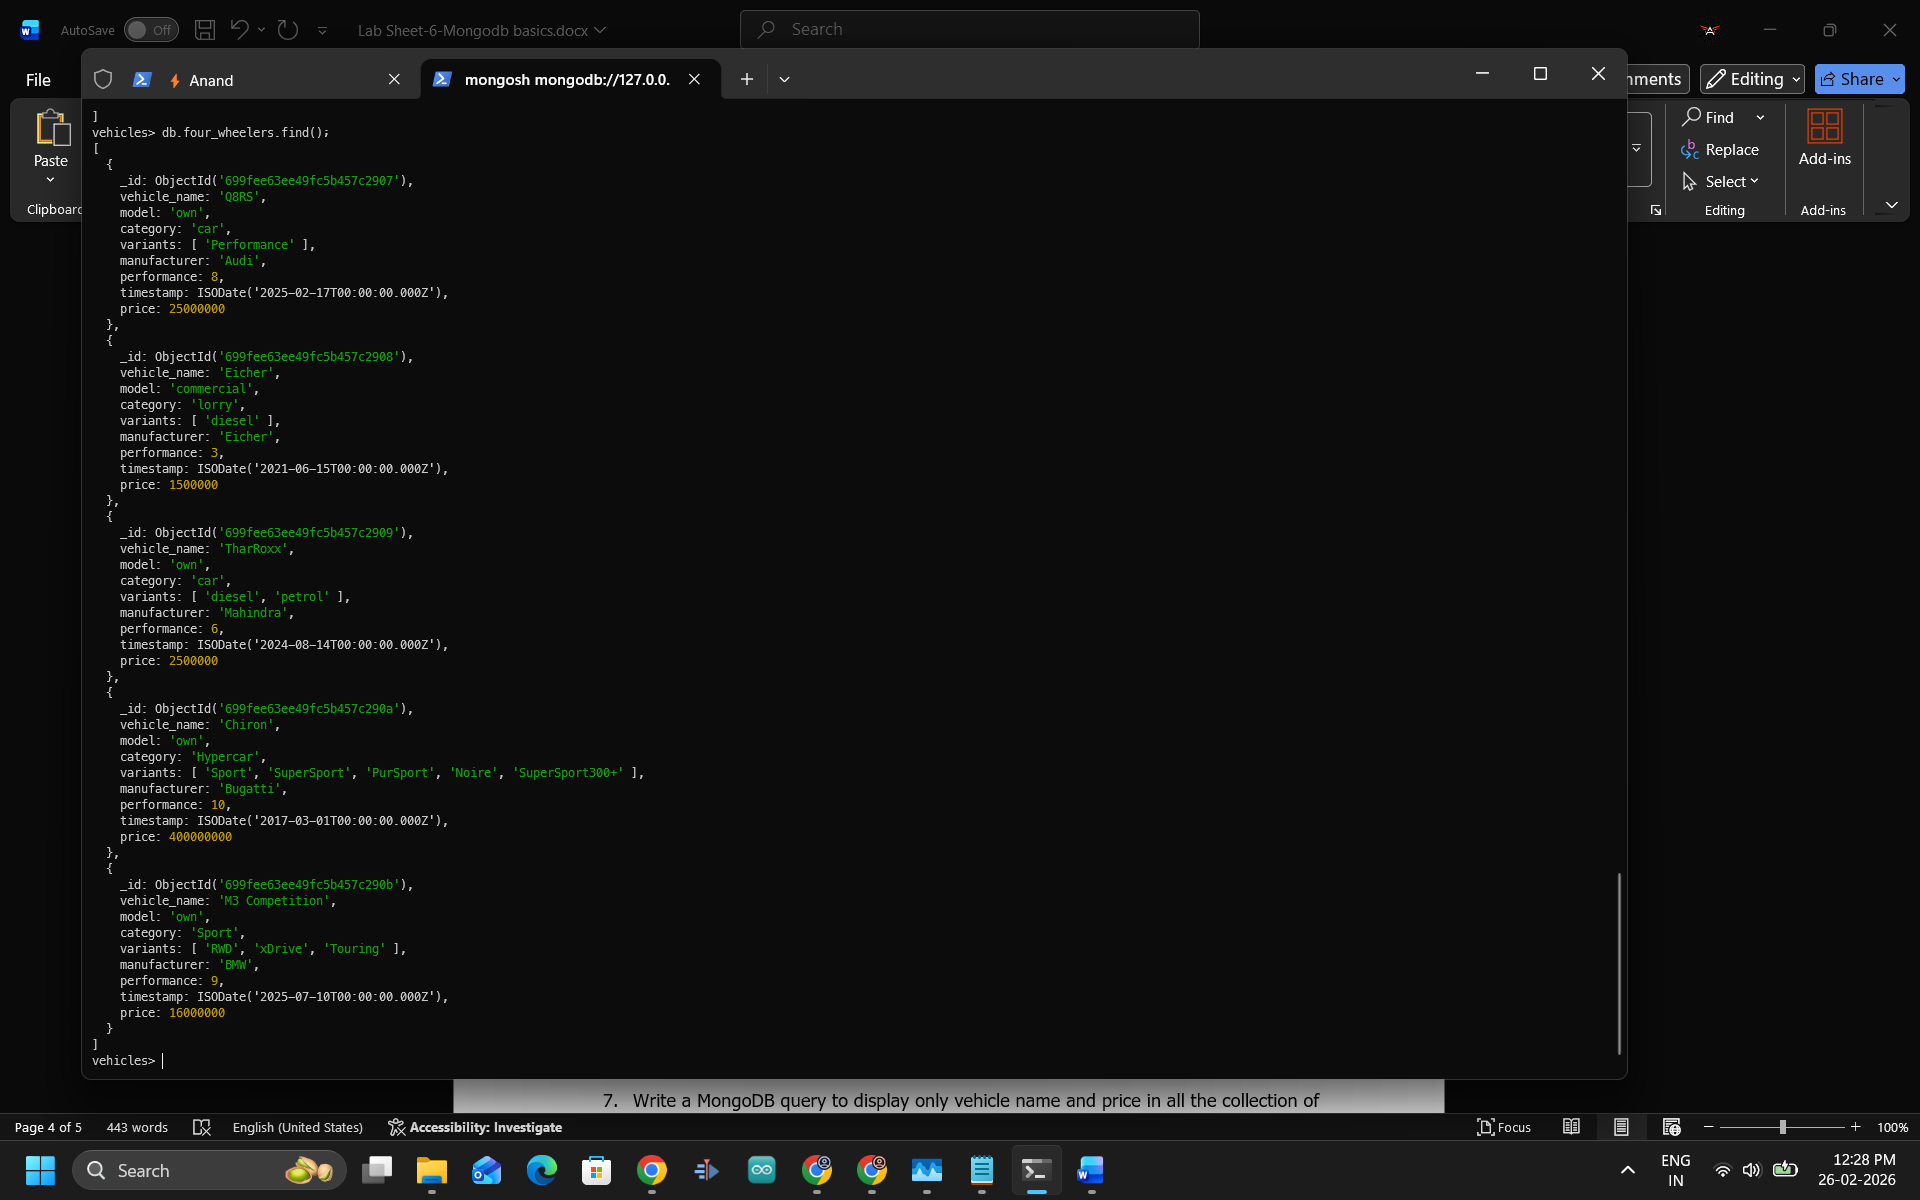 AutoSave Off Lab Sheet-6-Mongodb basics.docx Search
File Anand mongosh mongodb://127.0.0. mments Editing Share
Paste
Clipboard
Find
Replace
Select
Editing
Add-ins
Add-ins
]
vehicles> db.four_wheelers.find();
[
{
_id: ObjectId('699fee63ee49fc5b457c2907'),
vehicle_name: 'Q8RS',
model: 'own',
category: 'car',
variants: [ 'Performance' ],
manufacturer: 'Audi',
performance: 8,
timestamp: ISODate('2025-02-17T00:00:00.000Z'),
price: 25000000
},
{
_id: ObjectId('699fee63ee49fc5b457c2908'),
vehicle_name: 'Eicher',
model: 'commercial',
category: 'lorry',
variants: [ 'diesel' ],
manufacturer: 'Eicher',
performance: 3,
timestamp: ISODate('2021-06-15T00:00:00.000Z'),
price: 1500000
},
{
_id: ObjectId('699fee63ee49fc5b457c2909'),
vehicle_name: 'TharRoxx',
model: 'own',
category: 'car',
variants: [ 'diesel', 'petrol' ],
manufacturer: 'Mahindra',
performance: 6,
timestamp: ISODate('2024-08-14T00:00:00.000Z'),
price: 2500000
},
{
_id: ObjectId('699fee63ee49fc5b457c290a'),
vehicle_name: 'Chiron',
model: 'own',
category: 'Hypercar',
variants: [ 'Sport', 'SuperSport', 'PurSport', 'Noire', 'SuperSport300+' ],
manufacturer: 'Bugatti',
performance: 10,
timestamp: ISODate('2017-03-01T00:00:00.000Z'),
price: 400000000
},
{
_id: ObjectId('699fee63ee49fc5b457c290b'),
vehicle_name: 'M3 Competition',
model: 'own',
category: 'Sport',
variants: [ 'RWD', 'xDrive', 'Touring' ],
manufacturer: 'BMW',
performance: 9,
timestamp: ISODate('2025-07-10T00:00:00.000Z'),
price: 16000000
}
]
vehicles>
7. Write a MongoDB query to display only vehicle name and price in all the collection of
Page 4 of 5 443 words English (United States) Accessibility: Investigate Focus 100%
Search ENG 12:28 PM
IN 26-02-2026